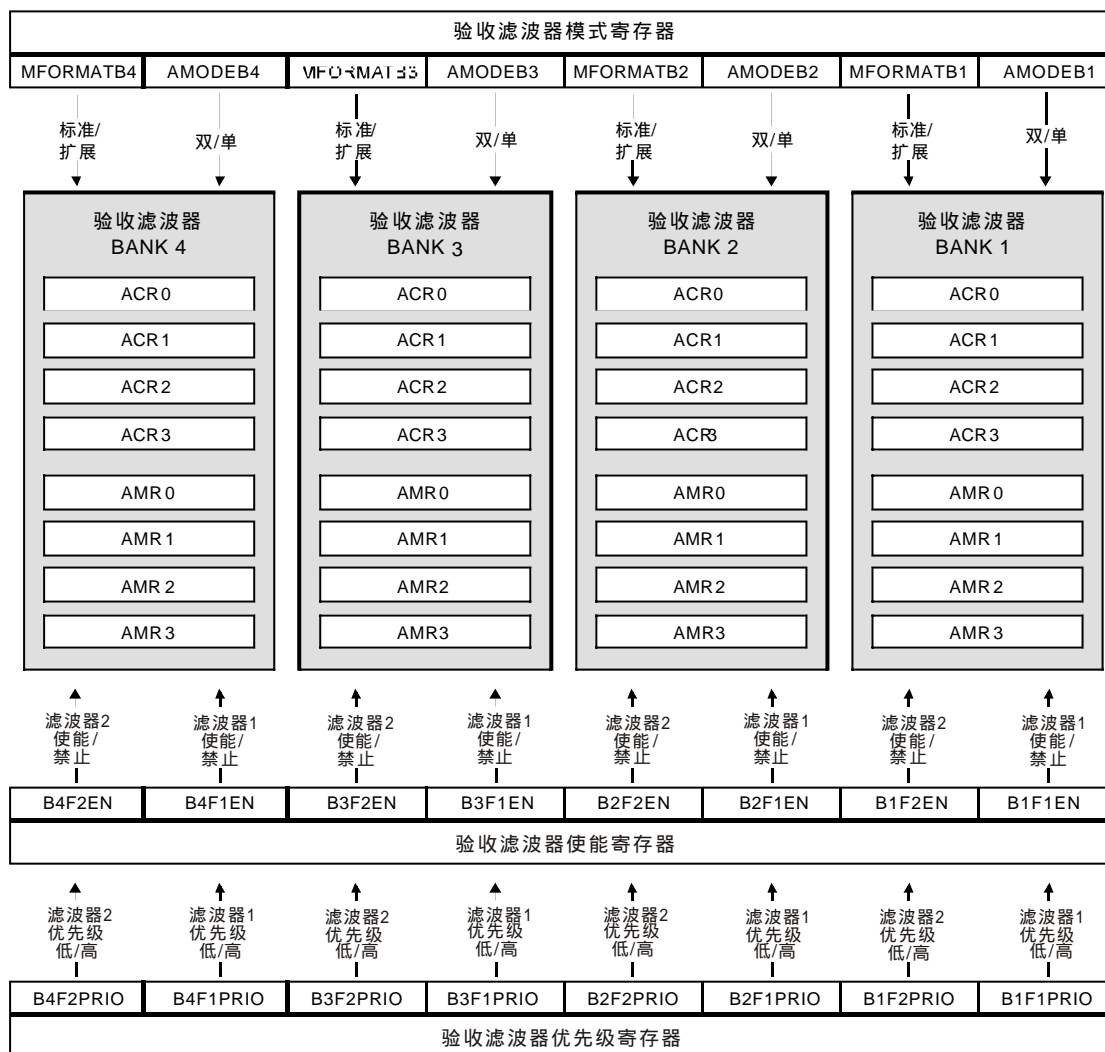 验收滤波器模式寄存器
MFORMATB4 AMODEB4 MFORMATB3 AMODEB3 MFORMATB2 AMODEB2 MFORMATB1 AMODEB1
标准/ 双/单 标准/ 双/单 标准/ 双/单 标准/ 双/单
扩展 扩展 扩展 扩展
验收滤波器 验收滤波器 验收滤波器 验收滤波器
BANK 4 BANK 3 BANK 2 BANK 1
ACR0 ACR0 ACR0 ACR0
ACR1 ACR1 ACR1 ACR1
ACR2 ACR2 ACR2 ACR2
ACR3 ACR3 ACR3 ACR3
AMR0 AMR0 AMR0 AMR0
AMR1 AMR1 AMR1 AMR1
AMR2 AMR2 AMR2 AMR2
AMR3 AMR3 AMR3 AMR3
滤波器2 滤波器1 滤波器2 滤波器1 滤波器2 滤波器1 滤波器2 滤波器1
使能/ 使能/ 使能/ 使能/ 使能/ 使能/ 使能/ 使能/
禁止 禁止 禁止 禁止 禁止 禁止 禁止 禁止
B4F2EN B4F1EN B3F2EN B3F1EN B2F2EN B2F1EN B1F2EN B1F1EN
验收滤波器使能寄存器
滤波器2 滤波器1 滤波器2 滤波器1 滤波器2 滤波器1 滤波器2 滤波器1
优先级 优先级 优先级 优先级 优先级 优先级 优先级 优先级
低/高 低/高 低/高 低/高 低/高 低/高 低/高 低/高
B4F2PRIO B4F1PRIO B3F2PRIO B3F1PRIO B2F2PRIO B2F1PRIO B1F2PRIO B1F1PRIO
验收滤波器优先级寄存器